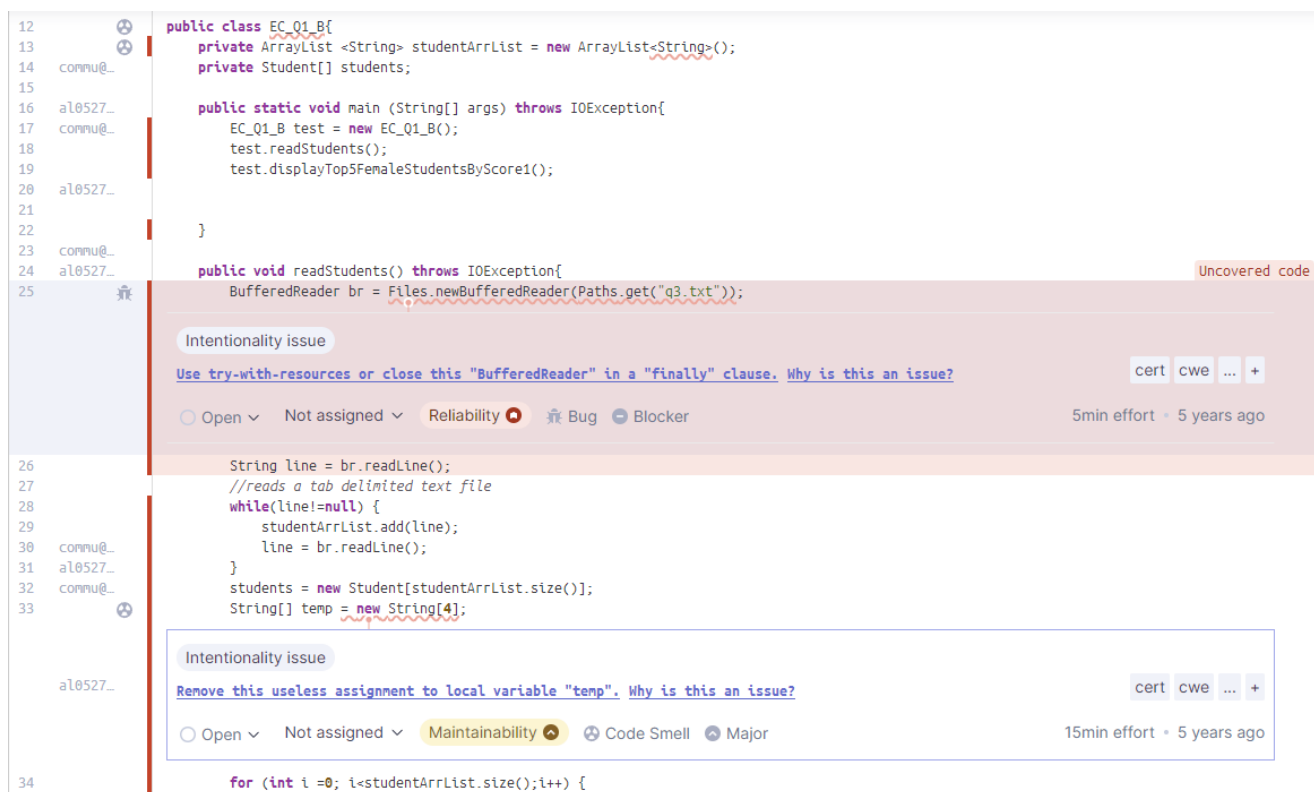 12 public class EC_Q1_B{
13 private ArrayList <String> studentArrList = new ArrayList<String>();
14 commu@… private Student[] students;
15
16 al0527… public static void main (String[] args) throws IOException{
17 commu@… EC_Q1_B test = new EC_Q1_B();
18 test.readStudents();
19 test.displayTop5FemaleStudentsByScore1();
20 al0527…
21
22 }
23 commu@…
24 al0527… public void readStudents() throws IOException{ Uncovered code
25 BufferedReader br = Files.newBufferedReader(Paths.get("q3.txt"));
Intentionality issue
Use try-with-resources or close this "BufferedReader" in a "finally" clause. Why is this an issue? cert cwe ... +
Open Not assigned Reliability Bug Blocker 5min effort • 5 years ago
26 String line = br.readLine();
27 //reads a tab delimited text file
28 while(line!=null) {
29 studentArrList.add(line);
30 commu@… line = br.readLine();
31 al0527… }
32 commu@… students = new Student[studentArrList.size()];
33 String[] temp = new String[4];
Intentionality issue
al0527… Remove this useless assignment to local variable "temp". Why is this an issue? cert cwe ... +
Open Not assigned Maintainability Code Smell Major 15min effort • 5 years ago
34 for (int i =0; i<studentArrList.size();i++) {